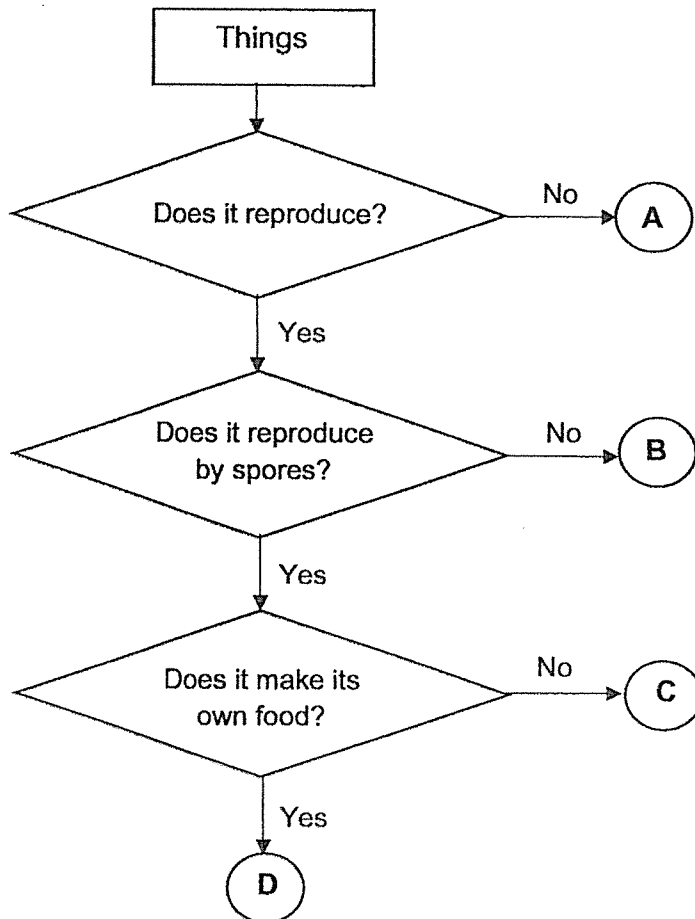 Things
Does it reproduce?
No
A
Yes
Does it reproduce
by spores?
No
B
Yes
Does it make its
own food?
No
C
Yes
D